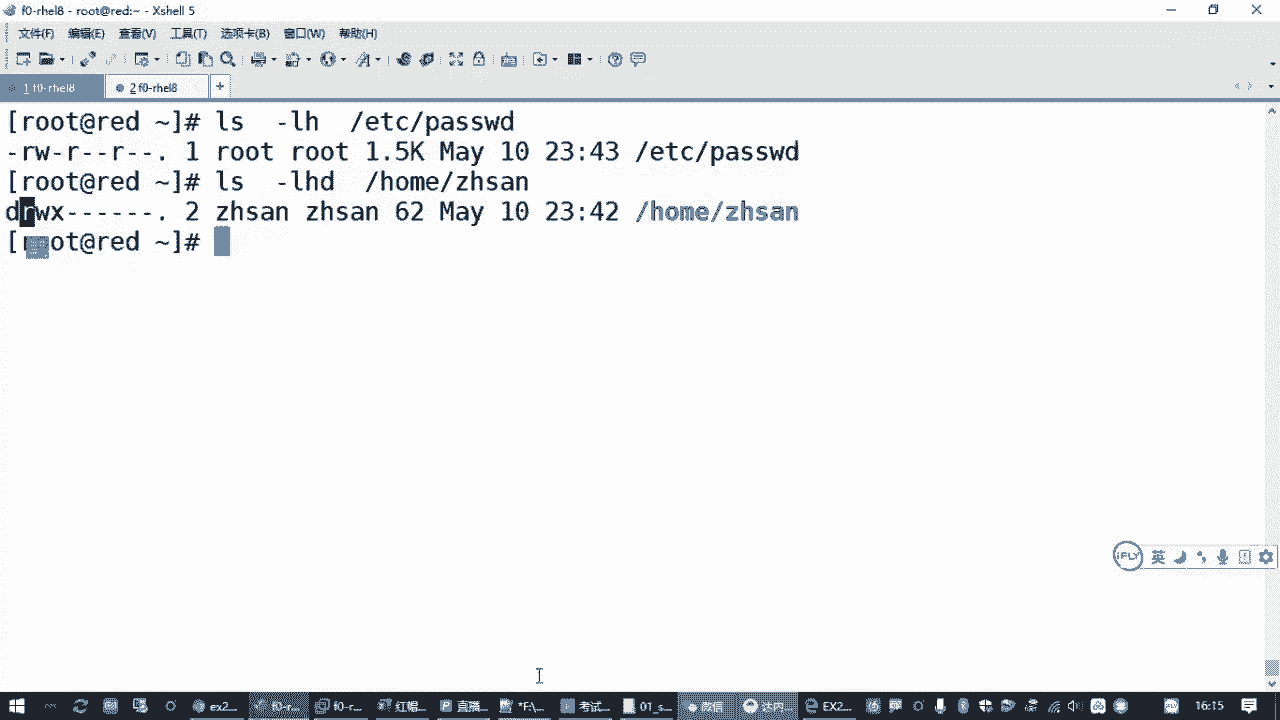 f0-rhel8 - root@red:~ - Xshell 5
文件(F) 编辑(E) 查看(V) 工具(T) 选项卡(B) 窗口(W) 帮助(H)
1 f0-rhel8 2 f0-rhel8 +
[root@red ~]# ls  -lh  /etc/passwd
-rw-r--r--. 1 root root 1.5K May 10 23:43 /etc/passwd
[root@red ~]# ls  -lhd  /home/zhsan
drwx------. 2 zhsan zhsan 62 May 10 23:42 /home/zhsan
[root@red ~]#
iFLY 英
ex2... f0-r... f0-r... 红帽... 直播... *F:\... 考试... 01_s... 微信 达内 EX2... 16:15